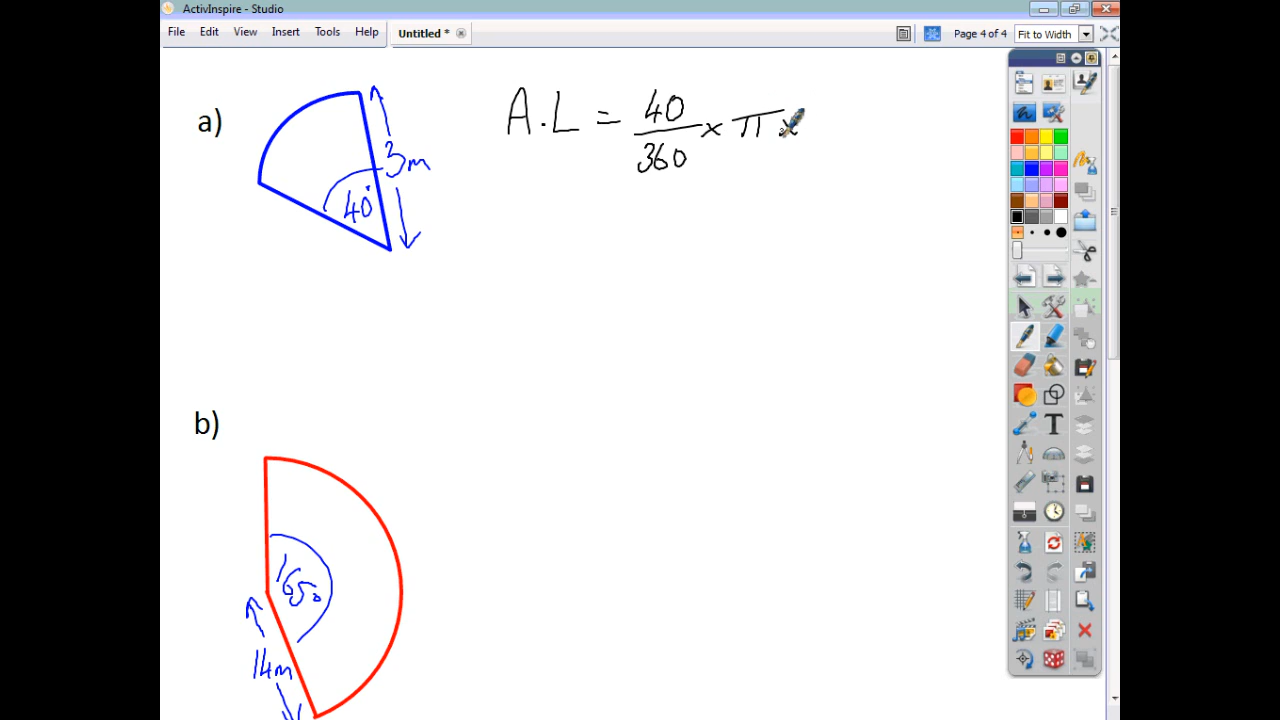 ActivInspire - Studio
File Edit View Insert Tools Help
Untitled *
Page 4 of 4
Fit to Width
a)
3m
40°
A.L = 40/360 × π ×
b)
165°
14m